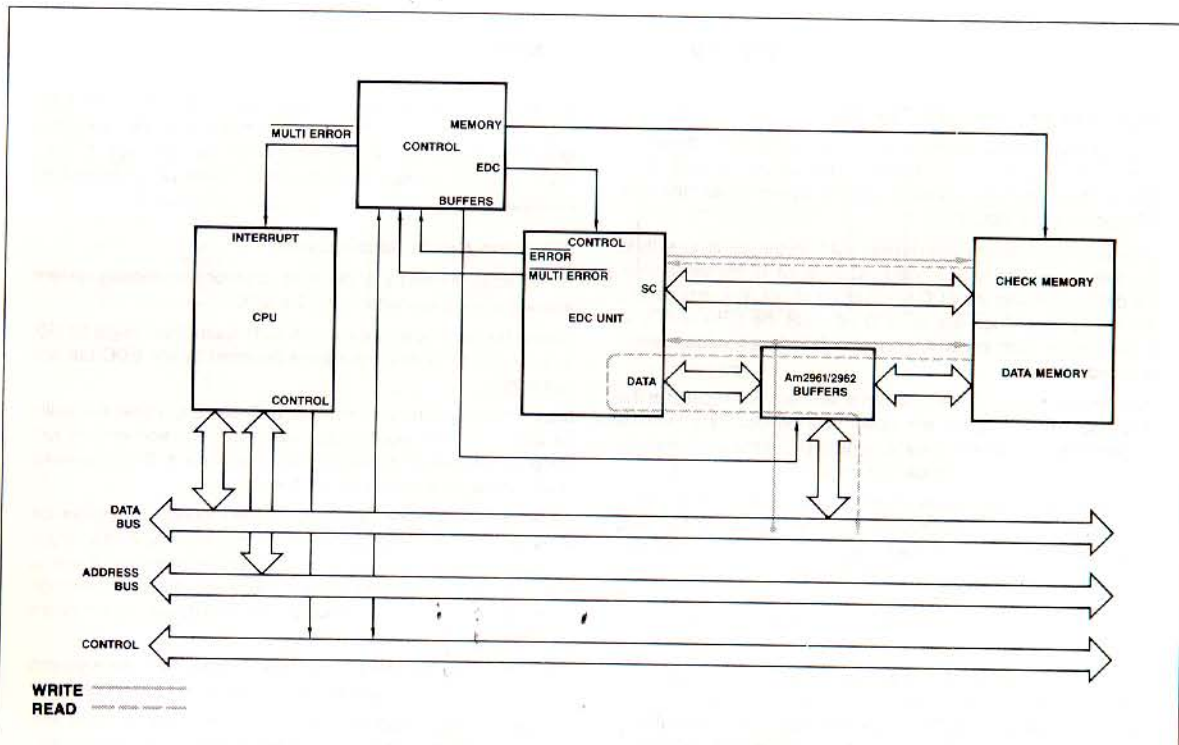 MULTI ERROR
MEMORY
CONTROL
EDC
BUFFERS
INTERRUPT
CPU
CONTROL
CONTROL
ERROR
MULTI ERROR
SC
EDC UNIT
DATA
CHECK MEMORY
DATA MEMORY
Am2961/2962
BUFFERS
DATA
BUS
ADDRESS
BUS
CONTROL
WRITE
READ